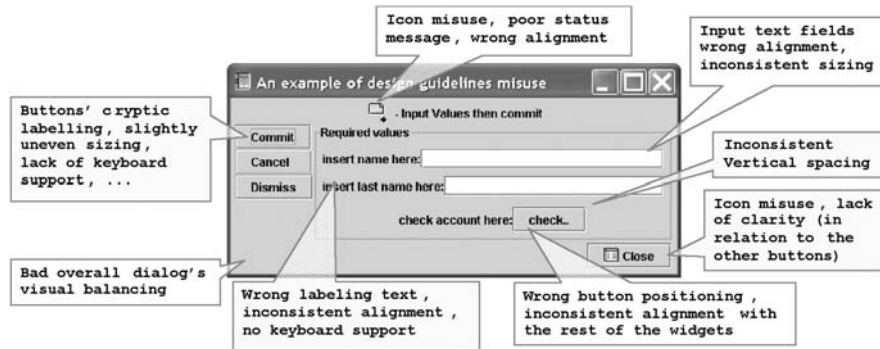 Icon misuse, poor status
message, wrong alignment
Input text fields
wrong alignment,
inconsistent sizing
An example of design guidelines misuse
- Input Values then commit
Buttons' cryptic
labelling, slightly
uneven sizing,
lack of keyboard
support, ...
Commit
Cancel
Dismiss
Required values
insert name here:
insert last name here:
check account here:
check..
Inconsistent
Vertical spacing
Icon misuse, lack
of clarity (in
relation to the
other buttons)
Close
Bad overall dialog's
visual balancing
Wrong labeling text,
inconsistent alignment,
no keyboard support
Wrong button positioning,
inconsistent alignment with
the rest of the widgets